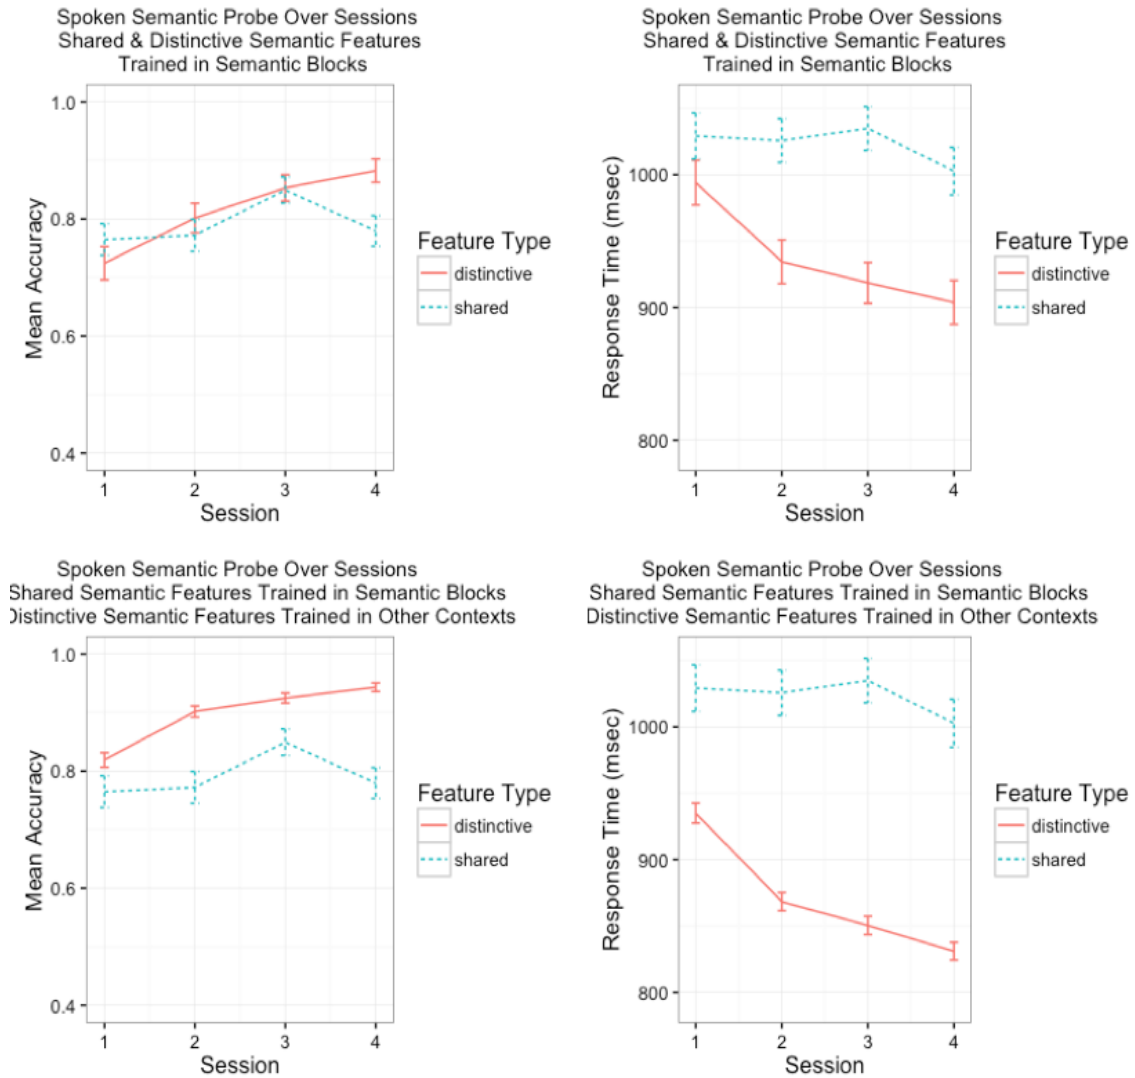 Spoken Semantic Probe Over Sessions
Shared & Distinctive Semantic Features
Trained in Semantic Blocks
1.0
0.8
0.6
0.4
Mean Accuracy
1 2 3 4
Session
Feature Type
distinctive
shared
Spoken Semantic Probe Over Sessions
Shared & Distinctive Semantic Features
Trained in Semantic Blocks
1000
900
800
Response Time (msec)
1 2 3 4
Session
Feature Type
distinctive
shared
Spoken Semantic Probe Over Sessions
Shared Semantic Features Trained in Semantic Blocks
Distinctive Semantic Features Trained in Other Contexts
1.0
0.8
0.6
0.4
Mean Accuracy
1 2 3 4
Session
Feature Type
distinctive
shared
Spoken Semantic Probe Over Sessions
Shared Semantic Features Trained in Semantic Blocks
Distinctive Semantic Features Trained in Other Contexts
1000
900
800
Response Time (msec)
1 2 3 4
Session
Feature Type
distinctive
shared